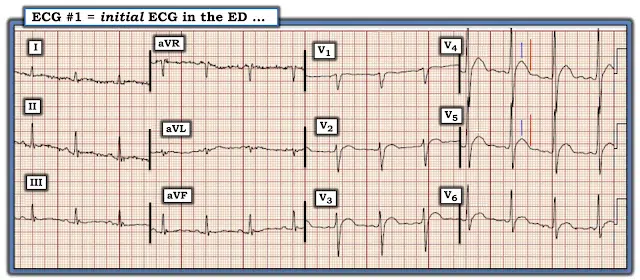 ECG #1 = initial ECG in the ED ...
I
aVR
V1
V4
II
aVL
V2
V5
III
aVF
V3
V6